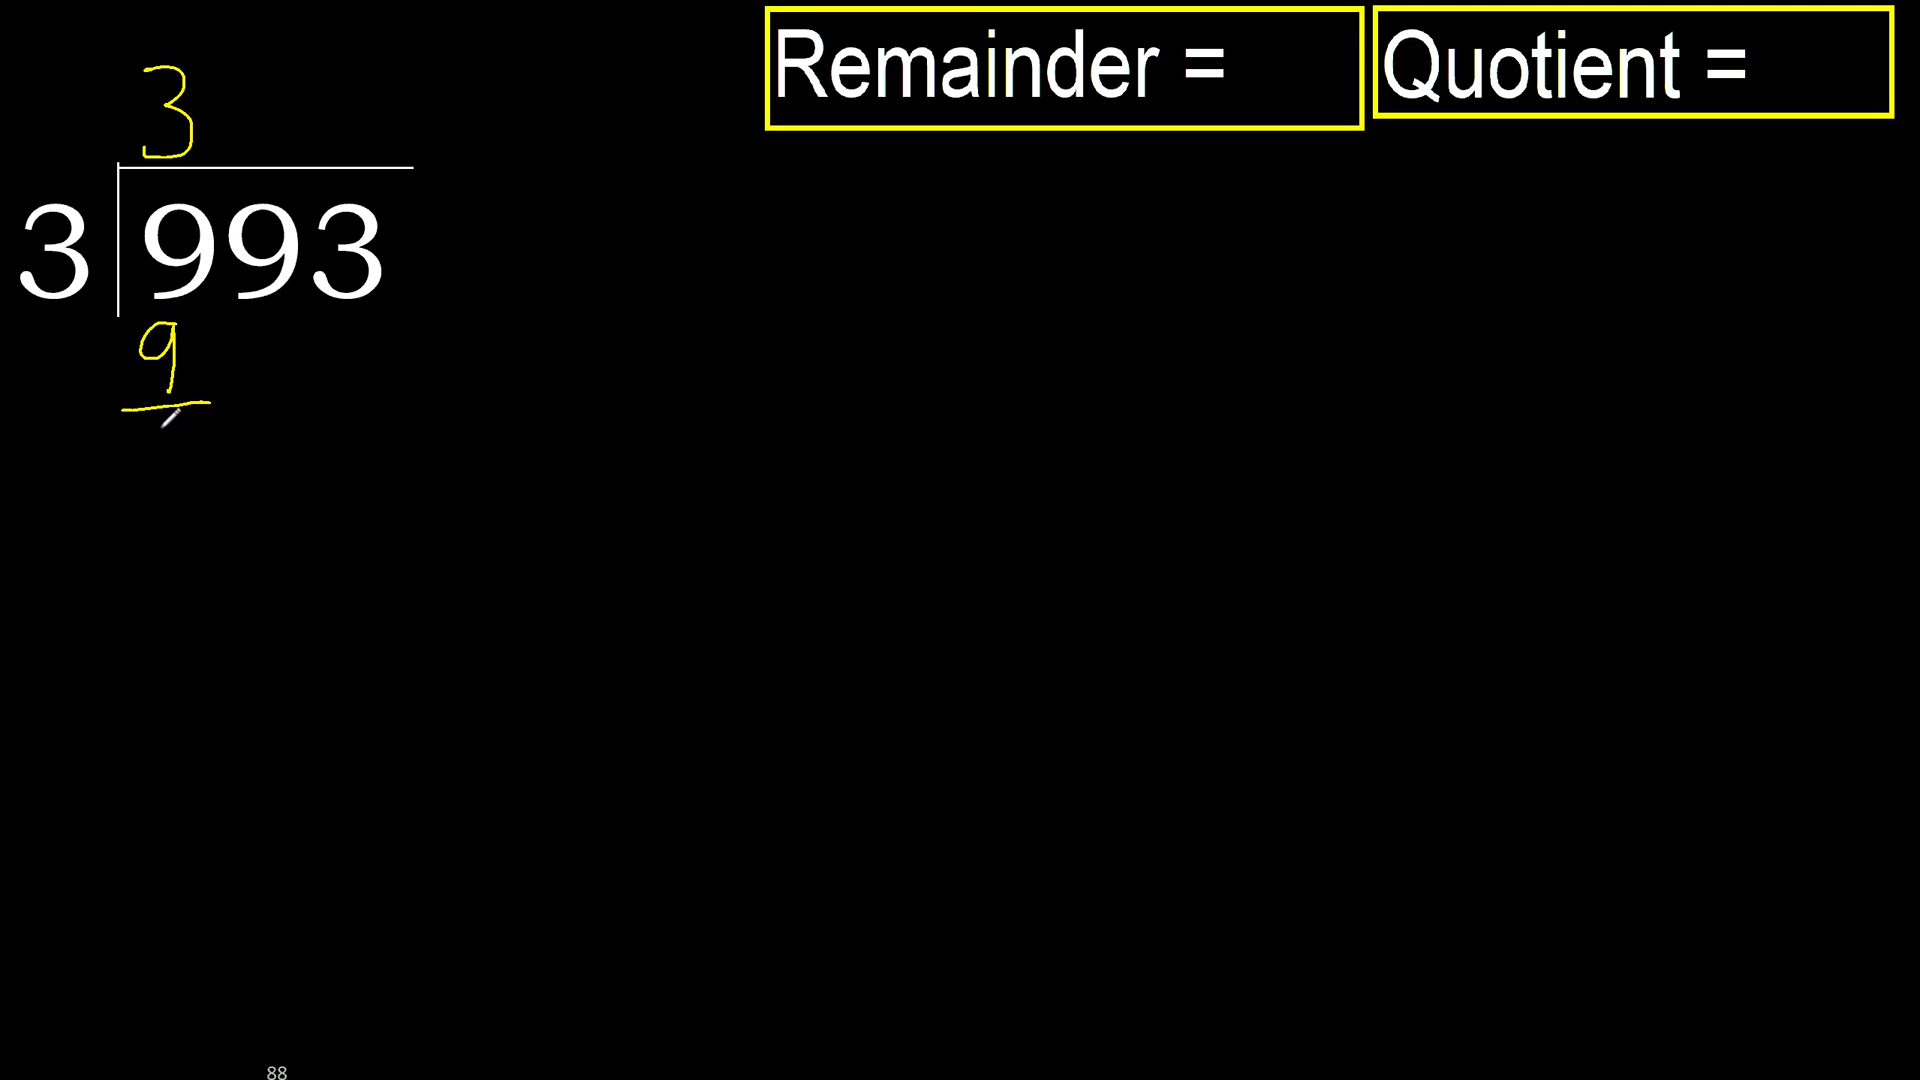 Remainder = Quotient =
3
3 993
9
88